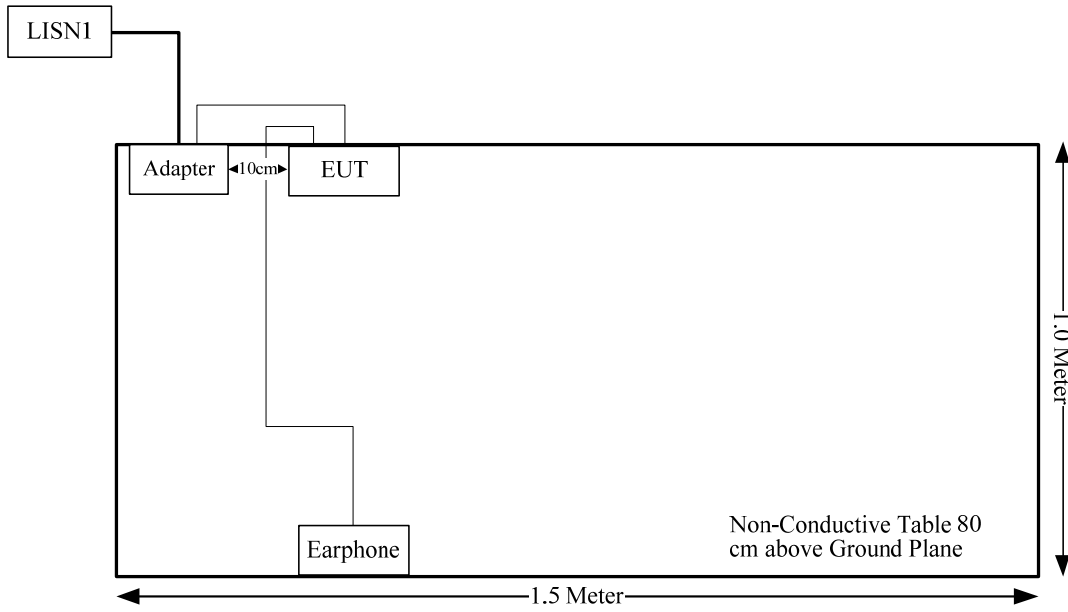 LISN1
Adapter
10cm
EUT
1.0 Meter
Earphone
Non-Conductive Table 80
cm above Ground Plane
1.5 Meter